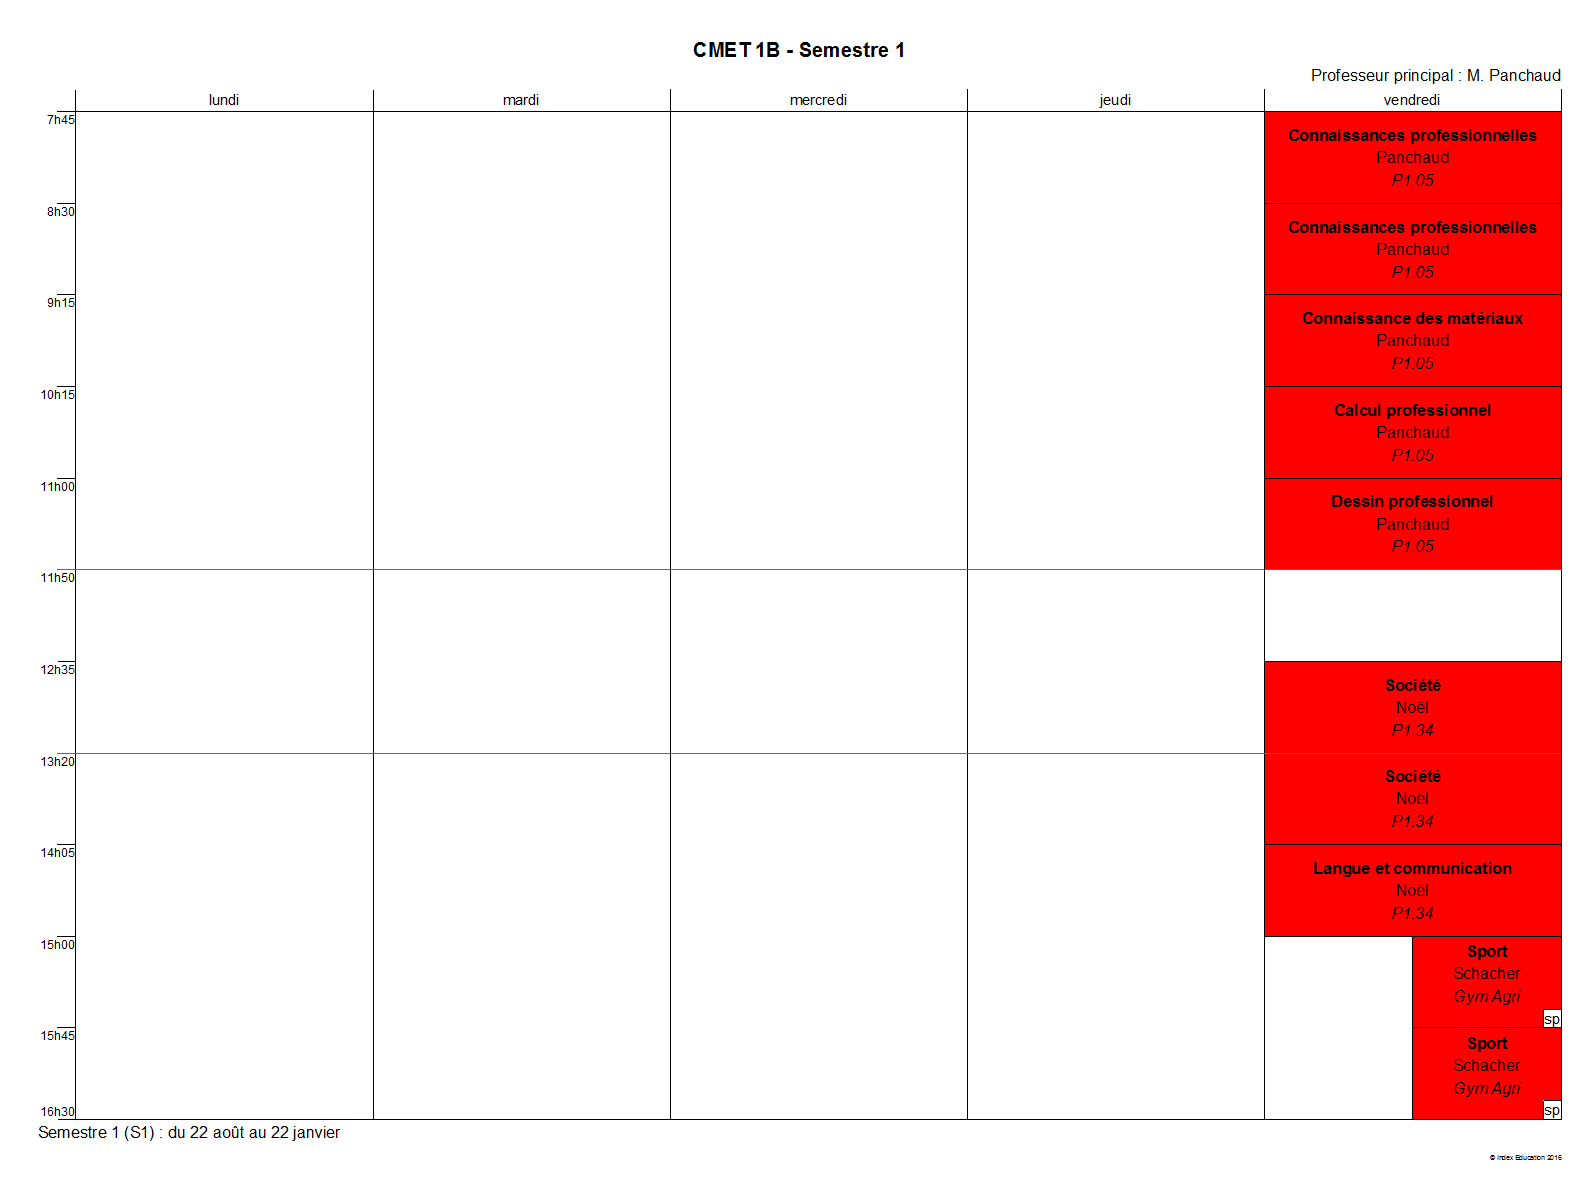 CMET 1B - Semestre 1
Professeur principal : M. Panchaud
lundi
mardi
mercredi
jeudi
vendredi
7h45
Connaissances professionnelles
Panchaud
P1.05
8h30
Connaissances professionnelles
Panchaud
P1.05
9h15
Connaissance des matériaux
Panchaud
P1.05
10h15
Calcul professionnel
Panchaud
P1.05
11h00
Dessin professionnel
Panchaud
P1.05
11h50
12h35
Société
Noël
P1.34
13h20
Société
Noël
P1.34
14h05
Langue et communication
Noël
P1.34
15h00
Sport
Schacher
Gym Agri
sp
15h45
Sport
Schacher
Gym Agri
sp
16h30
Semestre 1 (S1) : du 22 août au 22 janvier
© Index Education 2016